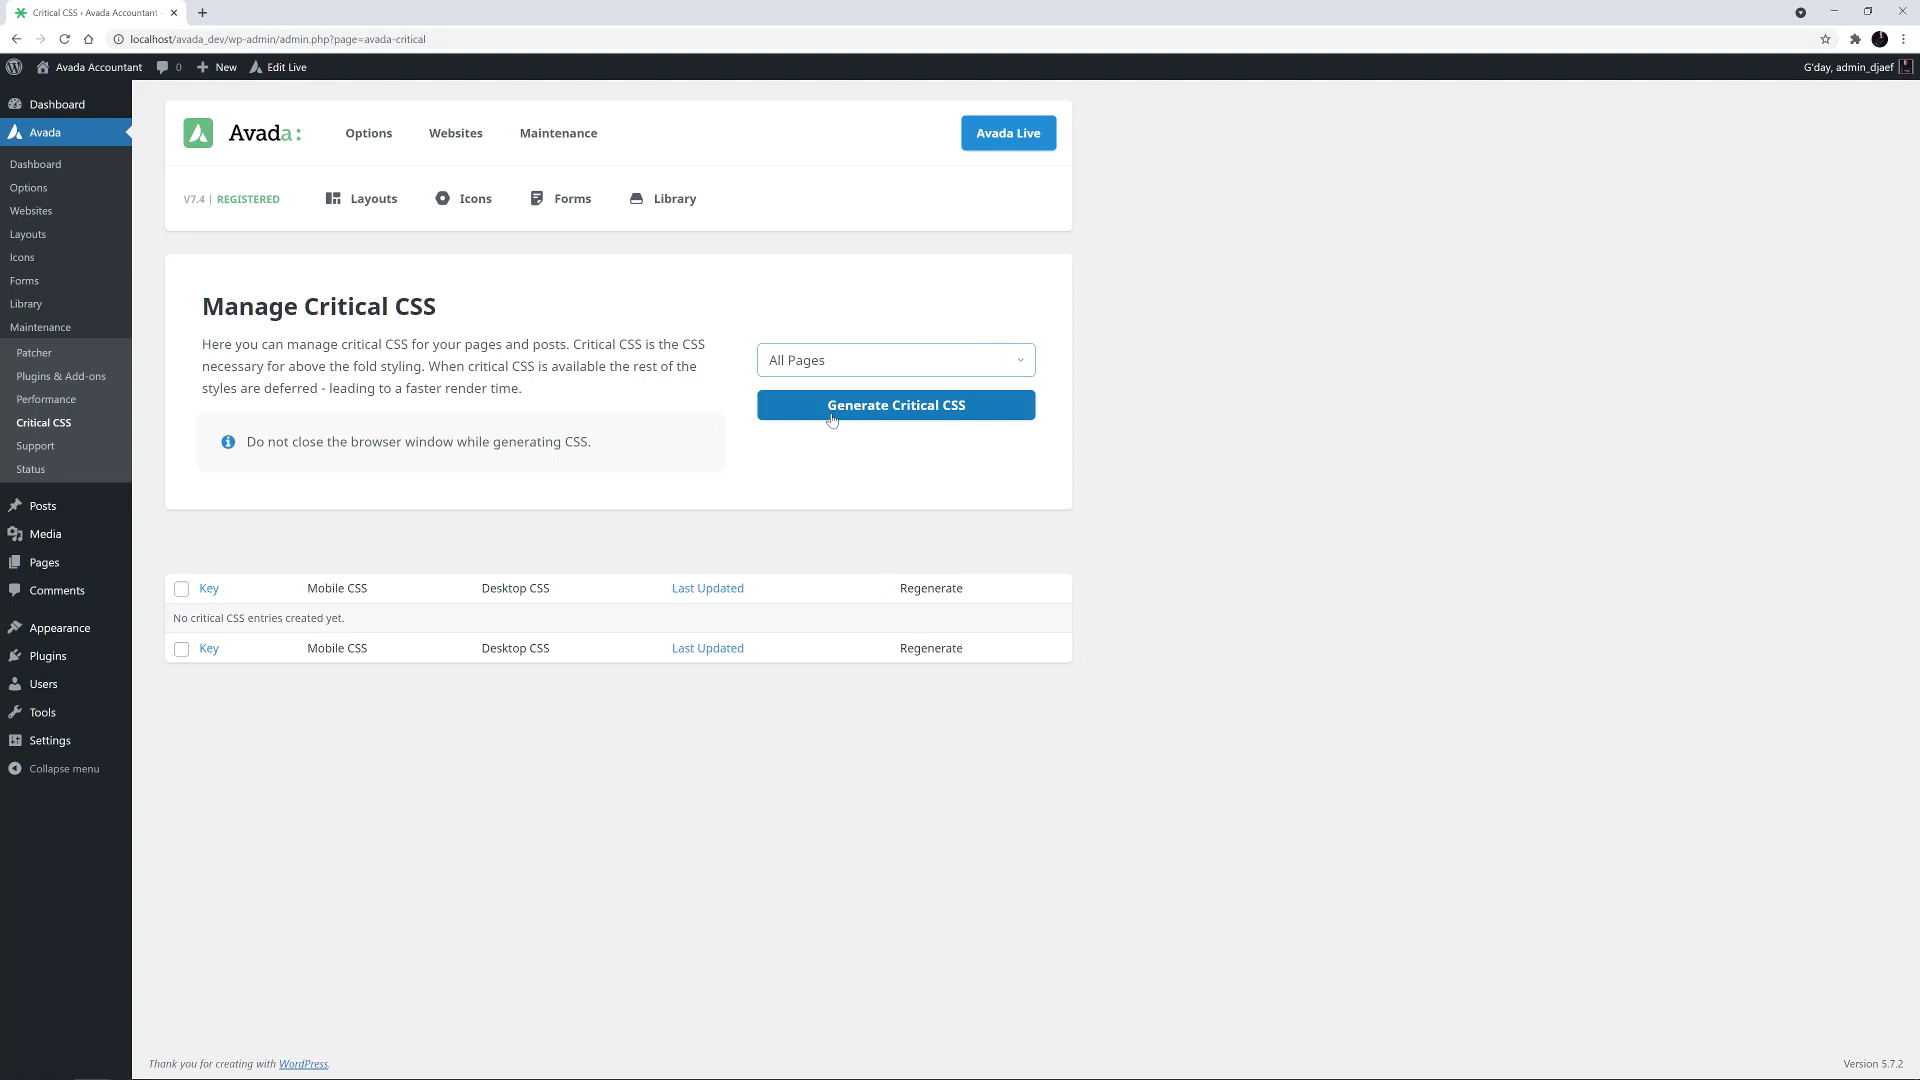 Critical CSS ‹ Avada Accountant
localhost/avada_dev/wp-admin/admin.php?page=avada-critical
Avada Accountant 0 New Edit Live G'day, admin_djaef
Dashboard
Avada
Dashboard
Options
Websites
Layouts
Icons
Forms
Library
Maintenance
Patcher
Plugins & Add-ons
Performance
Critical CSS
Support
Status
Posts
Media
Pages
Comments
Appearance
Plugins
Users
Tools
Settings
Collapse menu
Avada: Options Websites Maintenance Avada Live
V7.4 | REGISTERED Layouts Icons Forms Library
Manage Critical CSS
Here you can manage critical CSS for your pages and posts. Critical CSS is the CSS
necessary for above the fold styling. When critical CSS is available the rest of the
styles are deferred - leading to a faster render time.
Do not close the browser window while generating CSS.
All Pages
Generate Critical CSS
Key Mobile CSS Desktop CSS Last Updated Regenerate
No critical CSS entries created yet.
Key Mobile CSS Desktop CSS Last Updated Regenerate
Thank you for creating with WordPress. Version 5.7.2